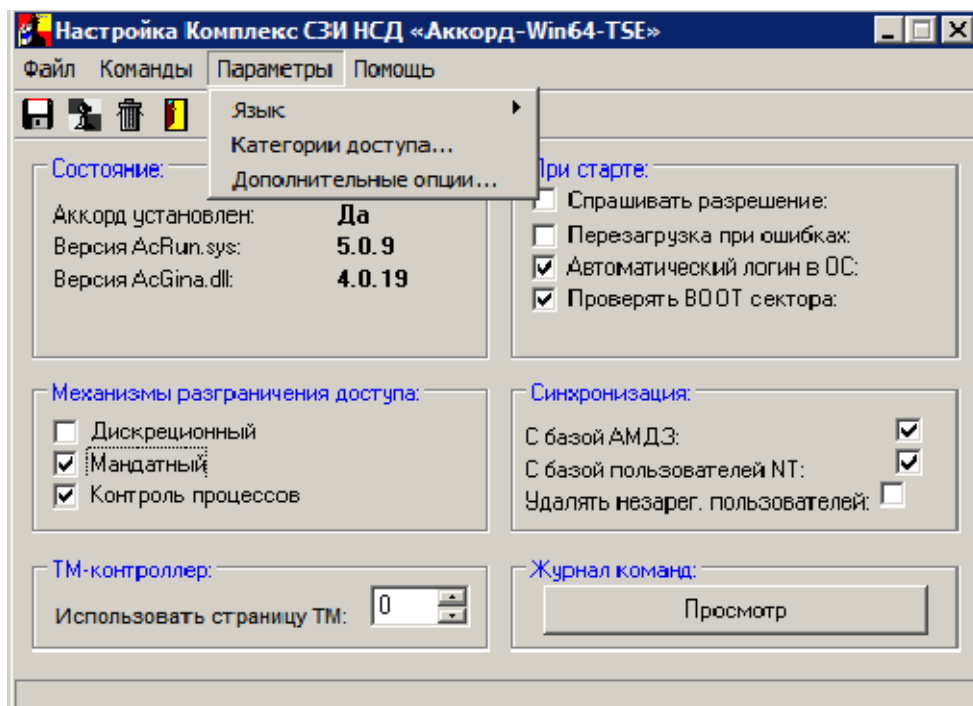 Настройка Комплекс СЗИ НСД «Аккорд-Win64-TSE»
Файл Команды Параметры Помощь
Язык
Категории доступа...
Дополнительные опции...
Состояние:
Аккорд установлен: Да
Версия AcRun.sys: 5.0.9
Версия AcGina.dll: 4.0.19
При старте:
Спрашивать разрешение:
Перезагрузка при ошибках:
Автоматический логин в ОС:
Проверять BOOT сектора:
Механизмы разграничения доступа:
Дискреционный
Мандатный
Контроль процессов
Синхронизация:
С базой АМДЗ:
С базой пользователей NT:
Удалять незарег. пользователей:
ТМ-контроллер:
Использовать страницу ТМ: 0
Журнал команд:
Просмотр